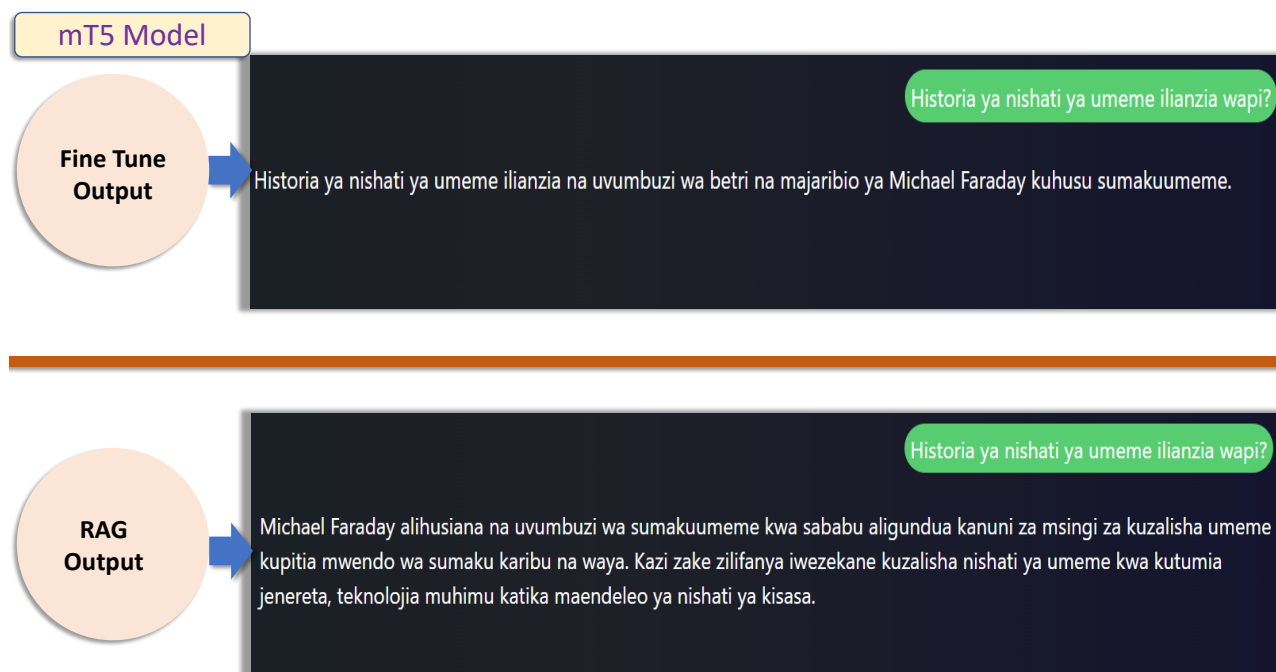 mT5 Model
Fine Tune
Output
Historia ya nishati ya umeme ilianzia wapi?
Historia ya nishati ya umeme ilianzia na uvumbuzi wa betri na majaribio ya Michael Faraday kuhusu sumakuumeme.
RAG
Output
Historia ya nishati ya umeme ilianzia wapi?
Michael Faraday alihusiana na uvumbuzi wa sumakuumeme kwa sababu aligundua kanuni za msingi za kuzalisha umeme
kupitia mwendo wa sumaku karibu na waya. Kazi zake zilifanya iwezekane kuzalisha nishati ya umeme kwa kutumia
jenereta, teknolojia muhimu katika maendeleo ya nishati ya kisasa.